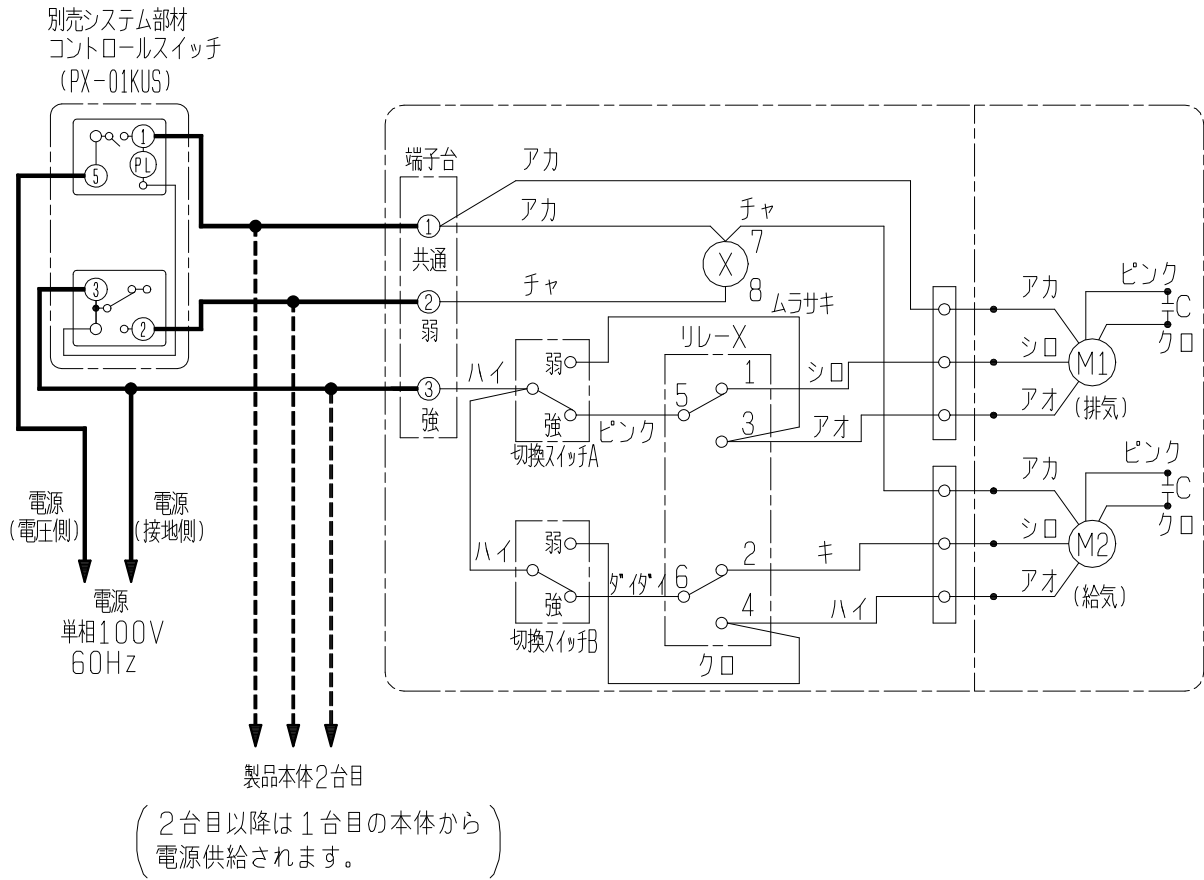 別売システム部材
コントロールスイッチ
(PX-01KUS)
1
PL
5
3
2
端子台
1
共通
2
弱
3
強
アカ
アカ
チャ
7
X
8
チャ
ムラサキ
リレーX
ハイ
弱
強
切換スイッチA
ピンク
5
1
3
シロ
アオ
ハイ
弱
強
切換スイッチB
ダイダイ
6
2
4
キ
ハイ
クロ
アカ
シロ
アオ
ピンク
C
クロ
M1
(排気)
アカ
シロ
アオ
ピンク
C
クロ
M2
(給気)
電源
(電圧側)
電源
(接地側)
電源
単相100V
60Hz
製品本体2台目
2台目以降は1台目の本体から
電源供給されます。